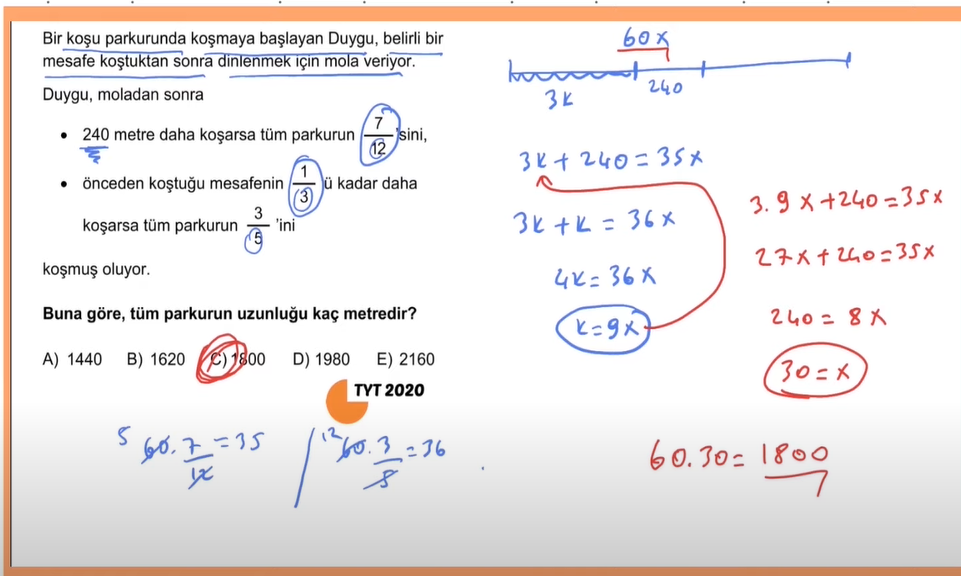 Bir koşu parkurunda koşmaya başlayan Duygu, belirli bir
mesafe koştuktan sonra dinlenmek için mola veriyor.
Duygu, moladan sonra
• 240 metre daha koşarsa tüm parkurun 7/12 'sini,
• önceden koştuğu mesafenin 1/3 'ü kadar daha
koşarsa tüm parkurun 3/5 'ini
koşmuş oluyor.
Buna göre, tüm parkurun uzunluğu kaç metredir?
A) 1440 B) 1620 C) 1800 D) 1980 E) 2160
TYT 2020
5 60.7/12 = 35
12 60.3/5 = 36
60x
3k 240
3k + 240 = 35x
3k + k = 36x
4k = 36x
k = 9x
3.9x + 240 = 35x
27x + 240 = 35x
240 = 8x
30 = x
60.30 = 1800